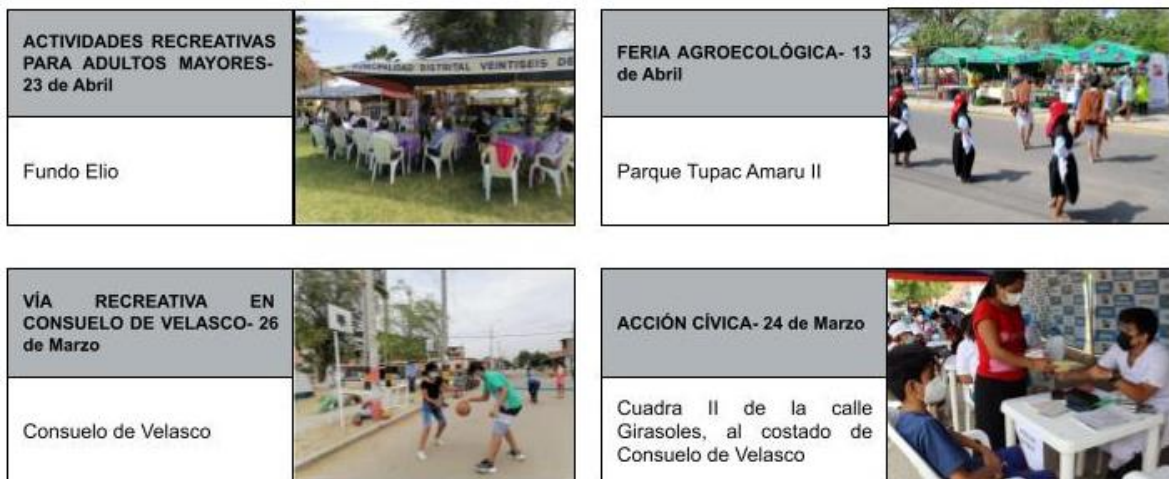 ACTIVIDADES RECREATIVAS
PARA ADULTOS MAYORES-
23 de Abril
Fundo Elio
MUNICIPALIDAD DISTRITAL VEINTISEIS DE
FERIA AGROECOLÓGICA- 13
de Abril
Parque Tupac Amaru II
VÍA RECREATIVA EN
CONSUELO DE VELASCO- 26
de Marzo
Consuelo de Velasco
ACCIÓN CÍVICA- 24 de Marzo
Cuadra II de la calle
Girasoles, al costado de
Consuelo de Velasco